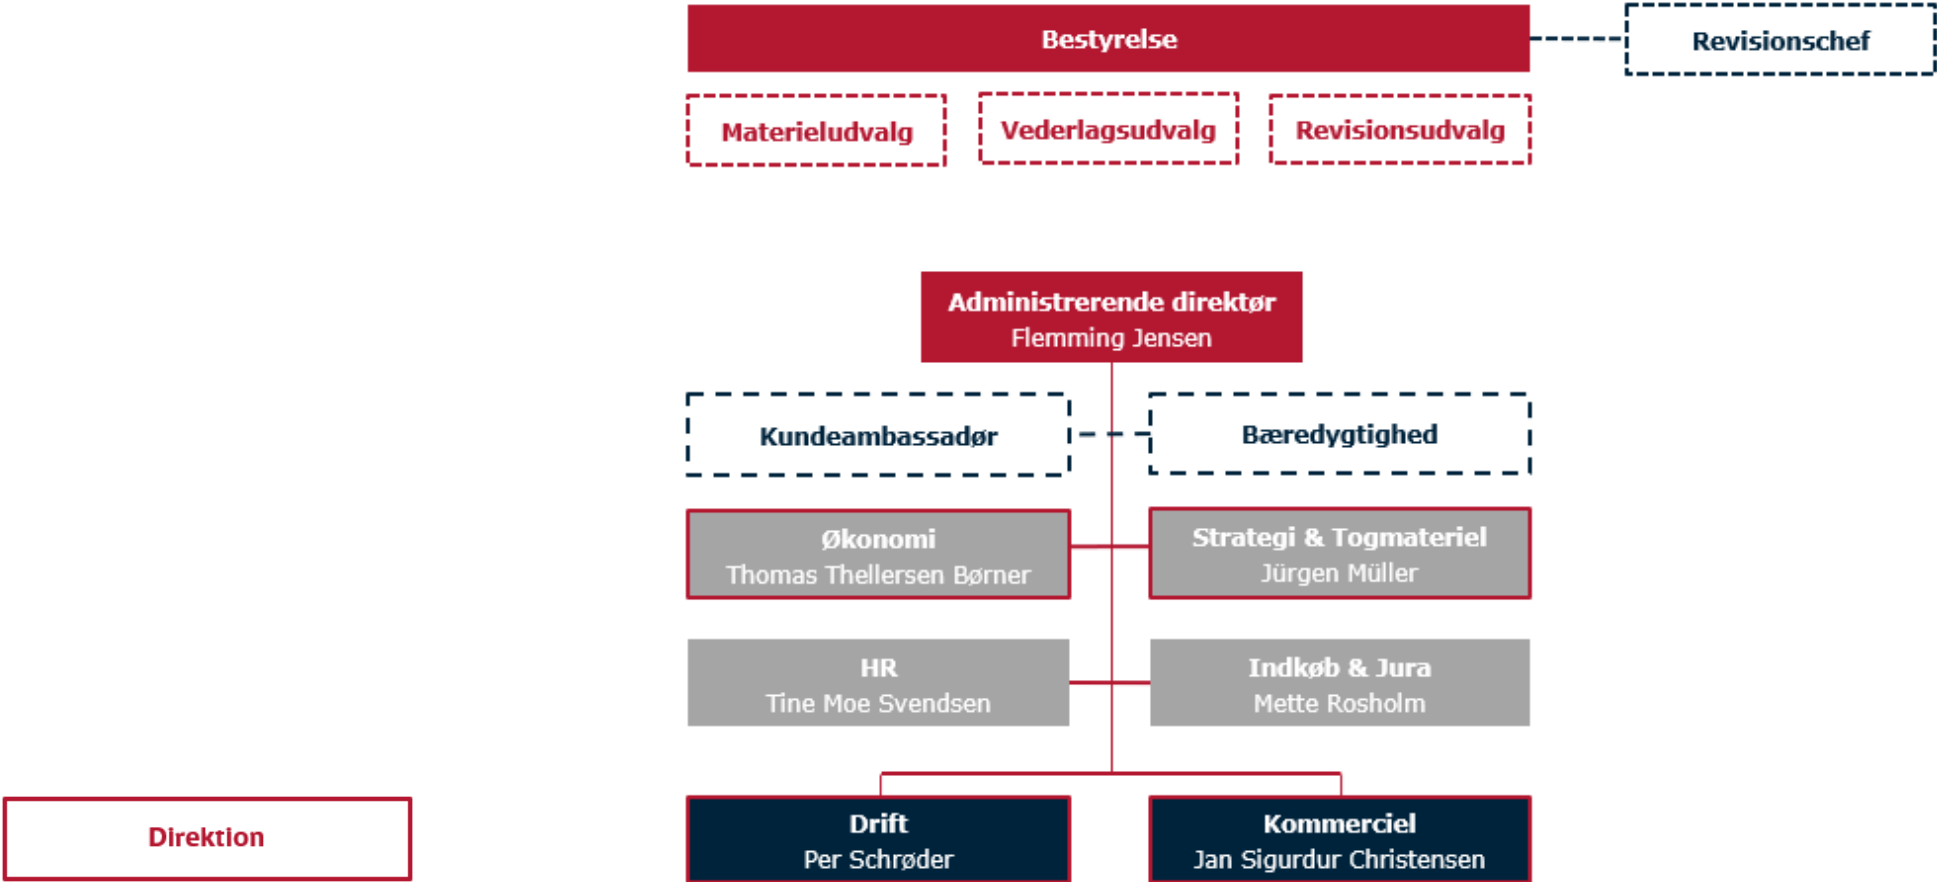 Bestyrelse
Revisionschef
Materieludvalg
Vederlagsudvalg
Revisionsudvalg
Administrerende direktør
Flemming Jensen
Kundeambassadør
Bæredygtighed
Økonomi
Thomas Thellersen Børner
Strategi & Togmateriel
Jürgen Müller
HR
Tine Moe Svendsen
Indkøb & Jura
Mette Rosholm
Direktion
Drift
Per Schrøder
Kommerciel
Jan Sigurdur Christensen